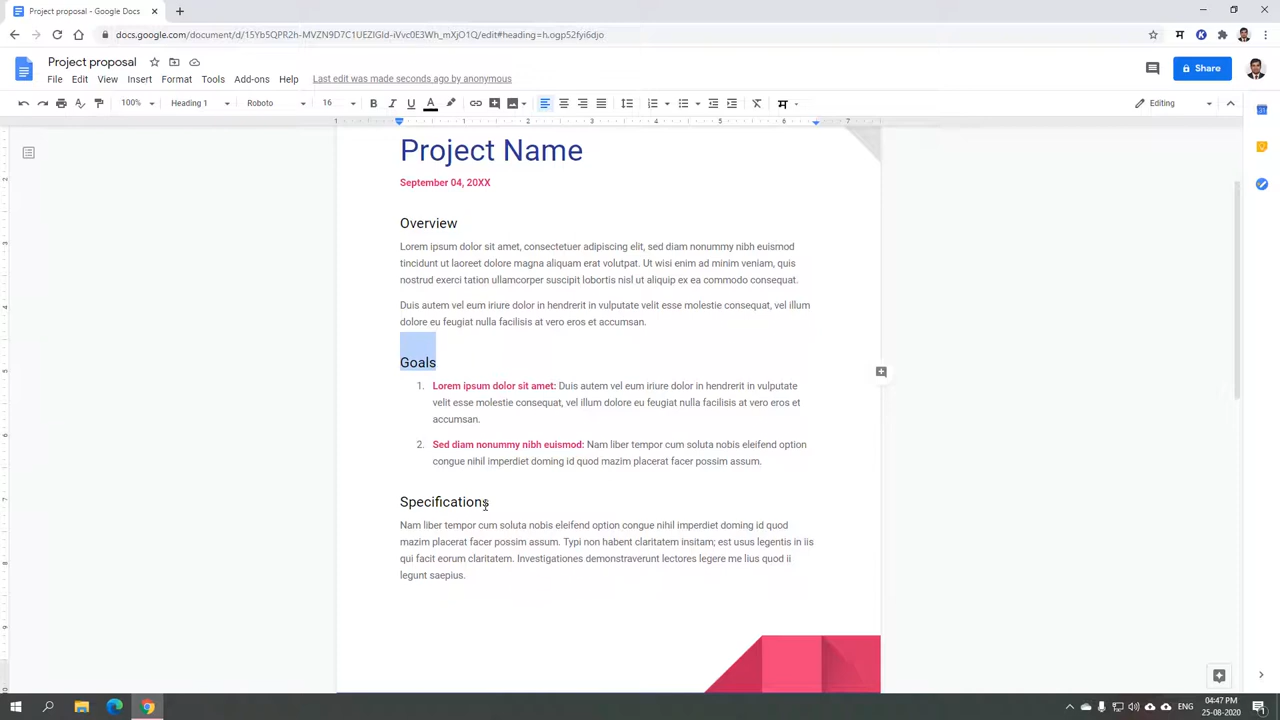 Project proposal - Google Docs
docs.google.com/document/d/15Yb5QPR2h-MVZN9D7C1UEZIGld-iVvc0E3Wh_mXjO1Q/edit#heading=h.ogp52fyi6djo
Project proposal
File Edit View Insert Format Tools Add-ons Help Last edit was made seconds ago by anonymous
Share
100% Heading 1 Roboto 16 B I U A Editing
1 1 2 3 4 5 6 7
Project Name
September 04, 20XX
Overview
Lorem ipsum dolor sit amet, consectetuer adipiscing elit, sed diam nonummy nibh euismod
tincidunt ut laoreet dolore magna aliquam erat volutpat. Ut wisi enim ad minim veniam, quis
nostrud exerci tation ullamcorper suscipit lobortis nisl ut aliquip ex ea commodo consequat.
Duis autem vel eum iriure dolor in hendrerit in vulputate velit esse molestie consequat, vel illum
dolore eu feugiat nulla facilisis at vero eros et accumsan.
Goals
1. Lorem ipsum dolor sit amet: Duis autem vel eum iriure dolor in hendrerit in vulputate
velit esse molestie consequat, vel illum dolore eu feugiat nulla facilisis at vero eros et
accumsan.
2. Sed diam nonummy nibh euismod: Nam liber tempor cum soluta nobis eleifend option
congue nihil imperdiet doming id quod mazim placerat facer possim assum.
Specifications
Nam liber tempor cum soluta nobis eleifend option congue nihil imperdiet doming id quod
mazim placerat facer possim assum. Typi non habent claritatem insitam; est usus legentis in iis
qui facit eorum claritatem. Investigationes demonstraverunt lectores legere me lius quod ii
legunt saepius.
ENG
04:47 PM
25-08-2020